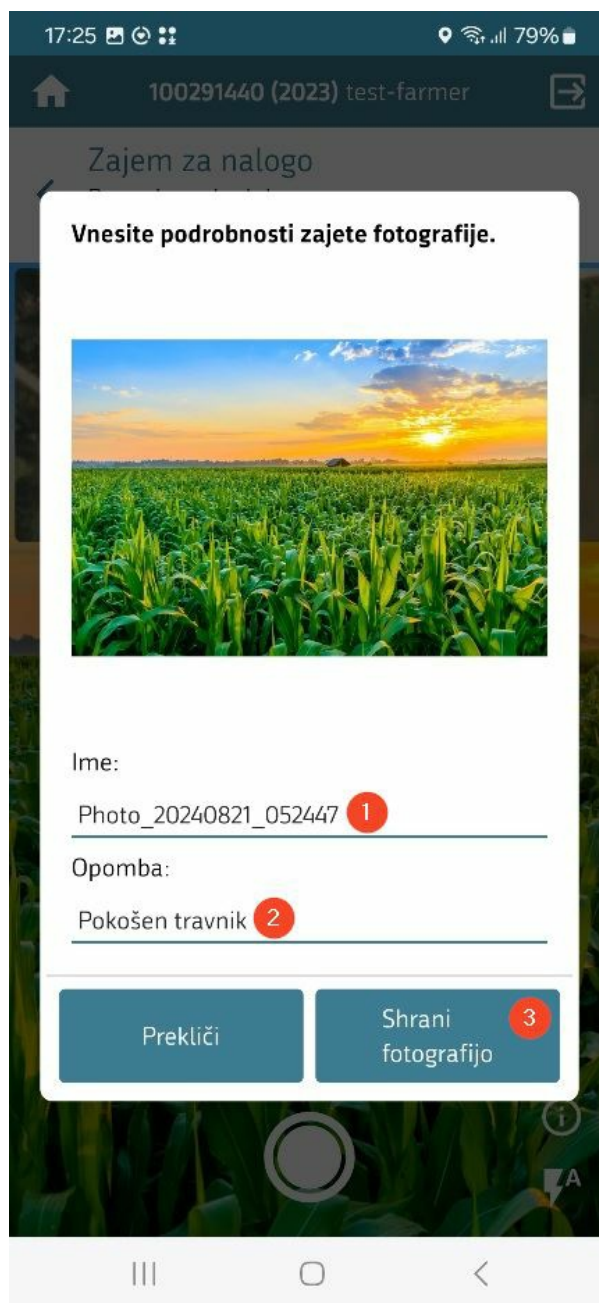 17:25 79%
100291440 (2023) test-farmer
Zajem za nalogo
Vnesite podrobnosti zajete fotografije.
Ime:
Photo_20240821_052447 1
Opomba:
Pokošen travnik 2
Prekliči
Shrani 3
fotografijo
A